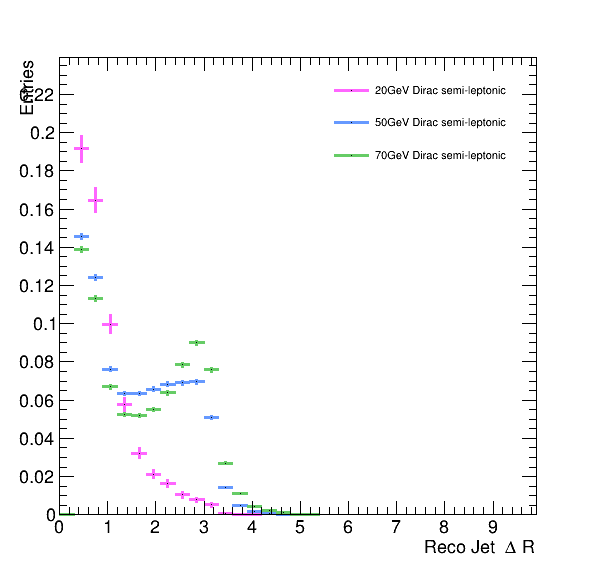 Entries
0.22
0.2
0.18
0.16
0.14
0.12
0.1
0.08
0.06
0.04
0.02
0
20GeV Dirac semi-leptonic
50GeV Dirac semi-leptonic
70GeV Dirac semi-leptonic
0 1 2 3 4 5 6 7 8 9
Reco Jet Δ R